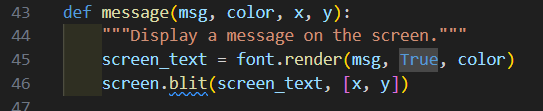 43 def message(msg, color, x, y):
44 """Display a message on the screen."""
45 screen_text = font.render(msg, True, color)
46 screen.blit(screen_text, [x, y])
47